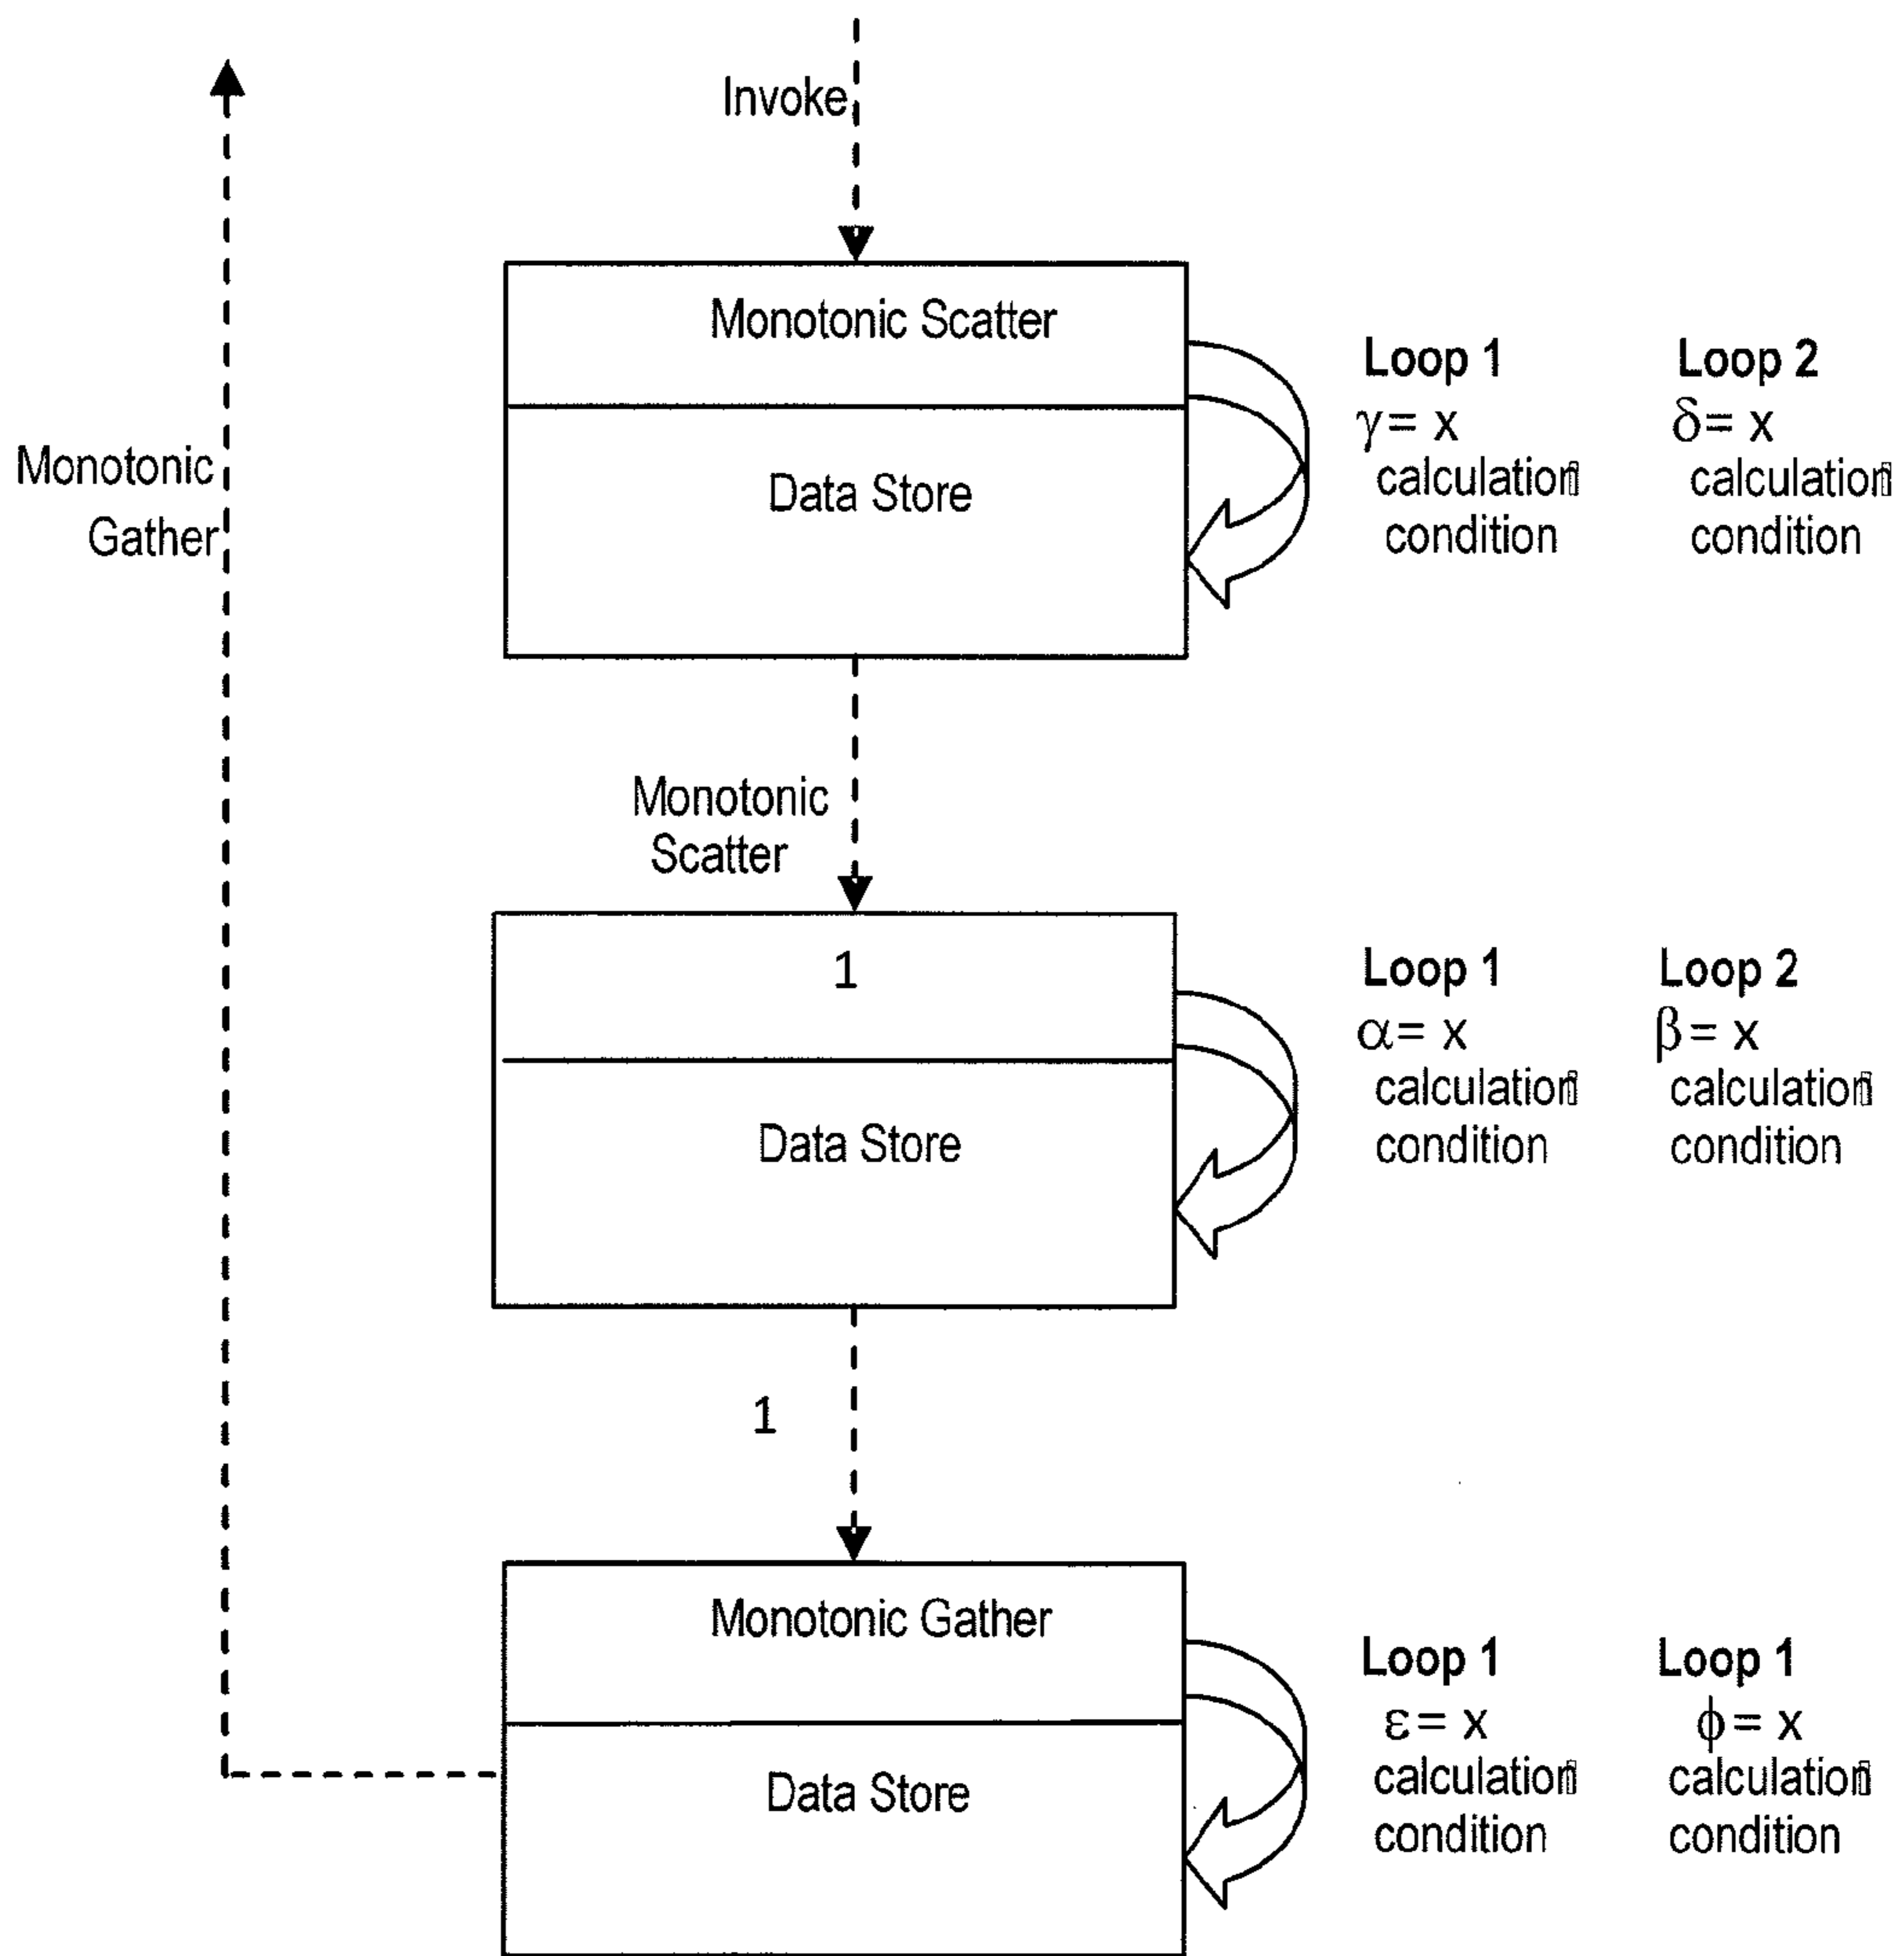 Invoke
Monotonic Scatter
Data Store
Loop 1
γ= x
calculation
condition
Loop 2
δ= x
calculation
condition
Monotonic
Gather
Monotonic
Scatter
1
Data Store
Loop 1
α= x
calculation
condition
Loop 2
β= x
calculation
condition
1
Monotonic Gather
Data Store
Loop 1
ε= x
calculation
condition
Loop 1
ϕ= x
calculation
condition